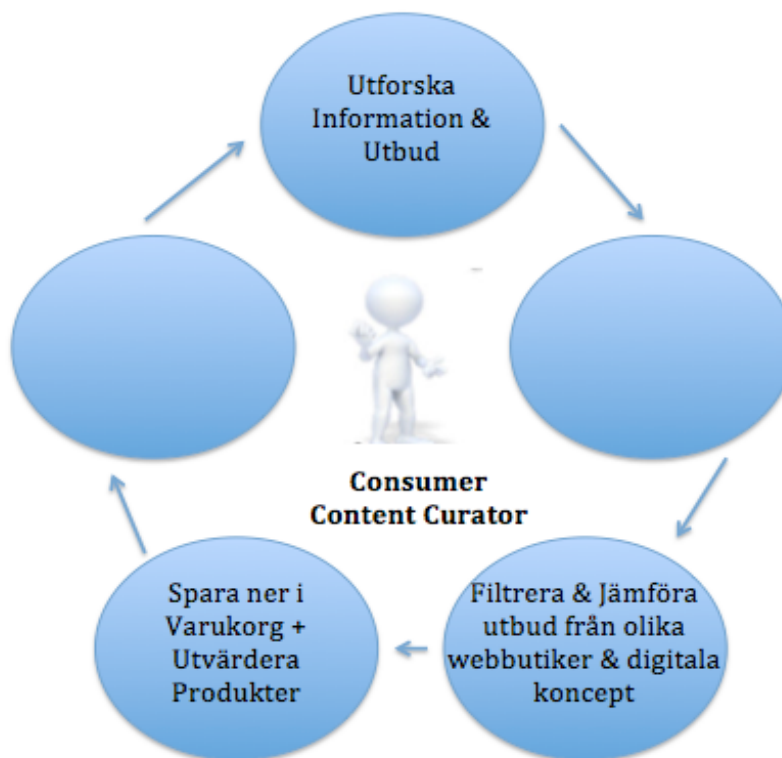 Utforska
Information &
Utbud
Consumer
Content Curator
Filtrera & Jämföra
utbud från olika
webbutiker & digitala
koncept
Spara ner i
Varukorg +
Utvärdera
Produkter